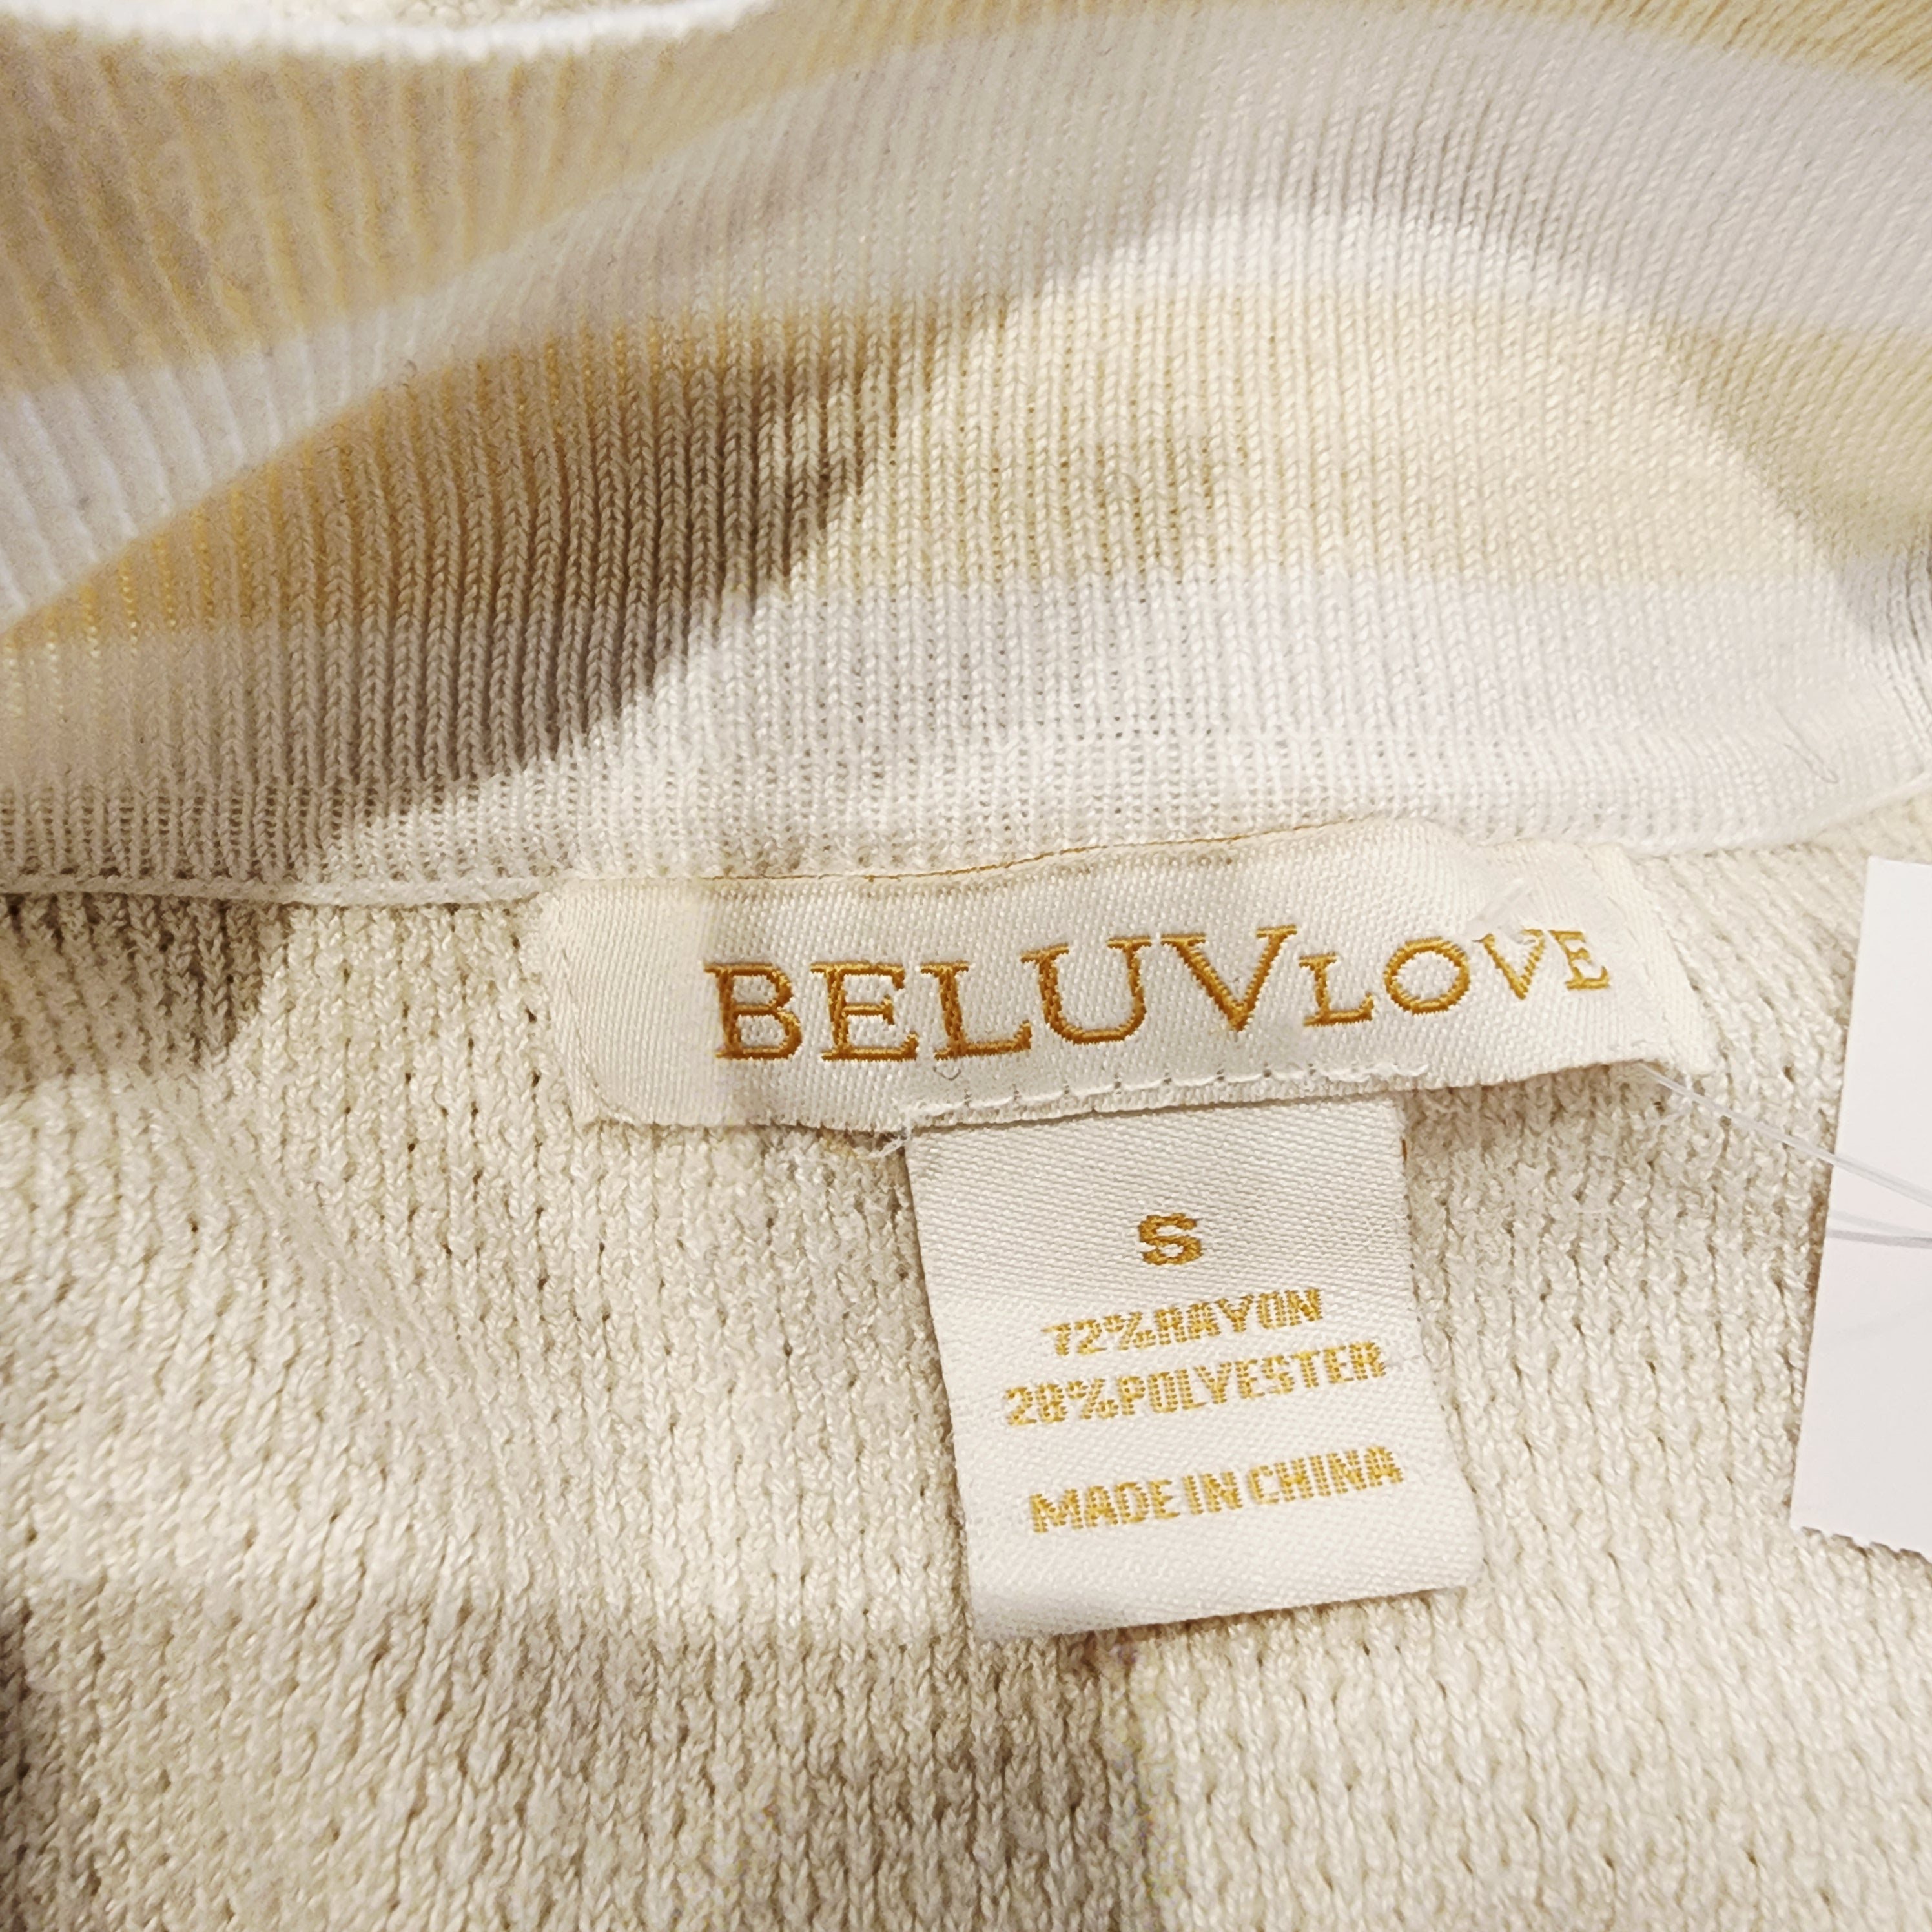 BELUVLOVE
S
72%RAYON
28%POLYESTER
MADE IN CHINA